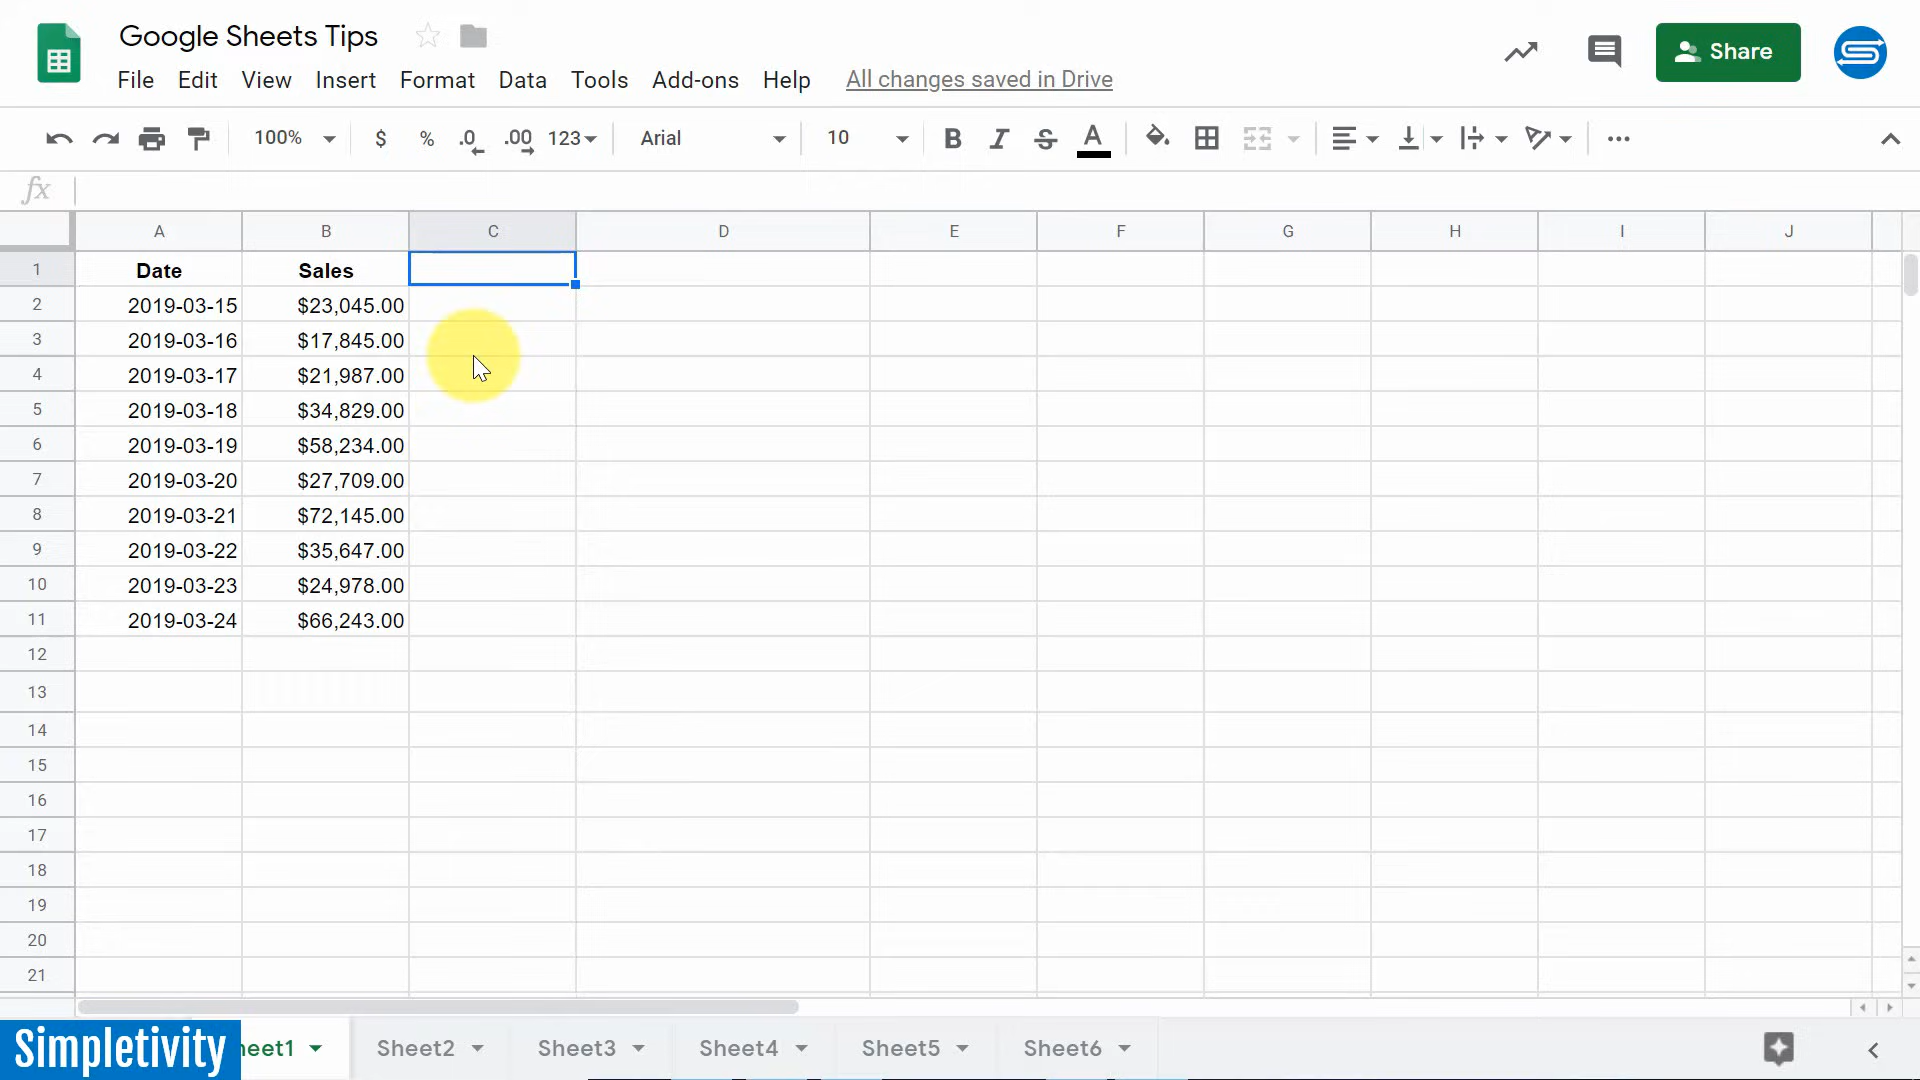 Google Sheets Tips
File Edit View Insert Format Data Tools Add-ons Help All changes saved in Drive
Share
100% $ % .0 .00 123 Arial 10 B I S A
fx
A B C D E F G H I J
1 Date Sales
2 2019-03-15 $23,045.00
3 2019-03-16 $17,845.00
4 2019-03-17 $21,987.00
5 2019-03-18 $34,829.00
6 2019-03-19 $58,234.00
7 2019-03-20 $27,709.00
8 2019-03-21 $72,145.00
9 2019-03-22 $35,647.00
10 2019-03-23 $24,978.00
11 2019-03-24 $66,243.00
12
13
14
15
16
17
18
19
20
21
Simpletivity heet1 Sheet2 Sheet3 Sheet4 Sheet5 Sheet6